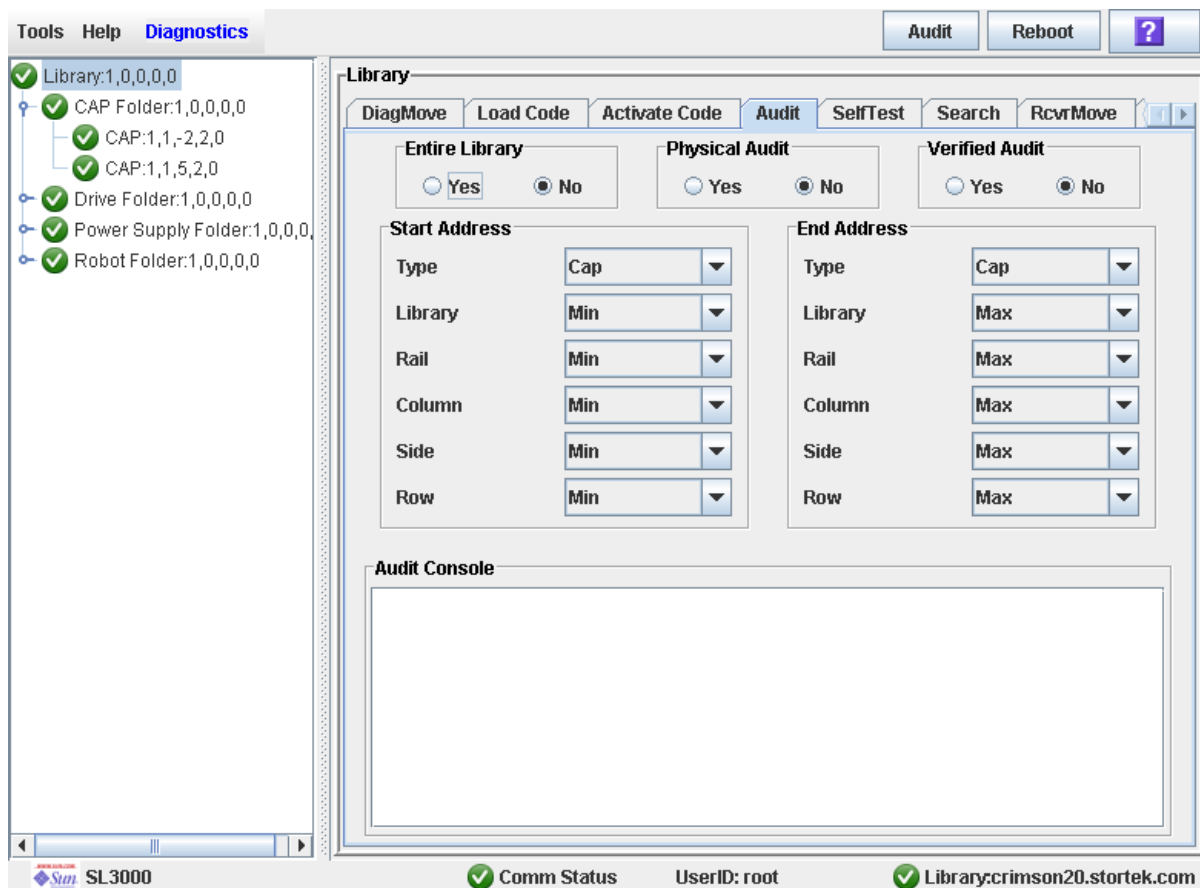 Tools Help Diagnostics
Audit Reboot ?
Library:1,0,0,0,0
CAP Folder:1,0,0,0,0
CAP:1,1,-2,2,0
CAP:1,1,5,2,0
Drive Folder:1,0,0,0,0
Power Supply Folder:1,0,0,0,
Robot Folder:1,0,0,0,0
Library
DiagMove Load Code Activate Code Audit SelfTest Search RcvrMove
Entire Library Physical Audit Verified Audit
Yes No Yes No Yes No
Start Address End Address
Type Cap Type Cap
Library Min Library Max
Rail Min Rail Max
Column Min Column Max
Side Min Side Max
Row Min Row Max
Audit Console
WWW.SUN.COM
Sun SL3000 Comm Status UserID: root Library:crimson20.stortek.com